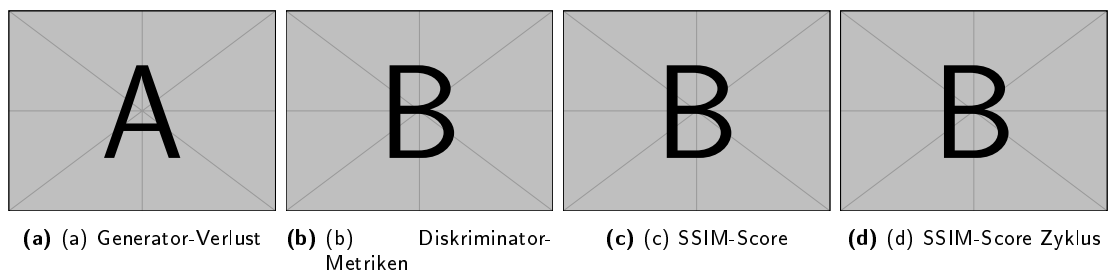 A B B B
(a) (a) Generator-Verlust (b) (b) Diskriminator- (c) (c) SSIM-Score (d) (d) SSIM-Score Zyklus
Metriken